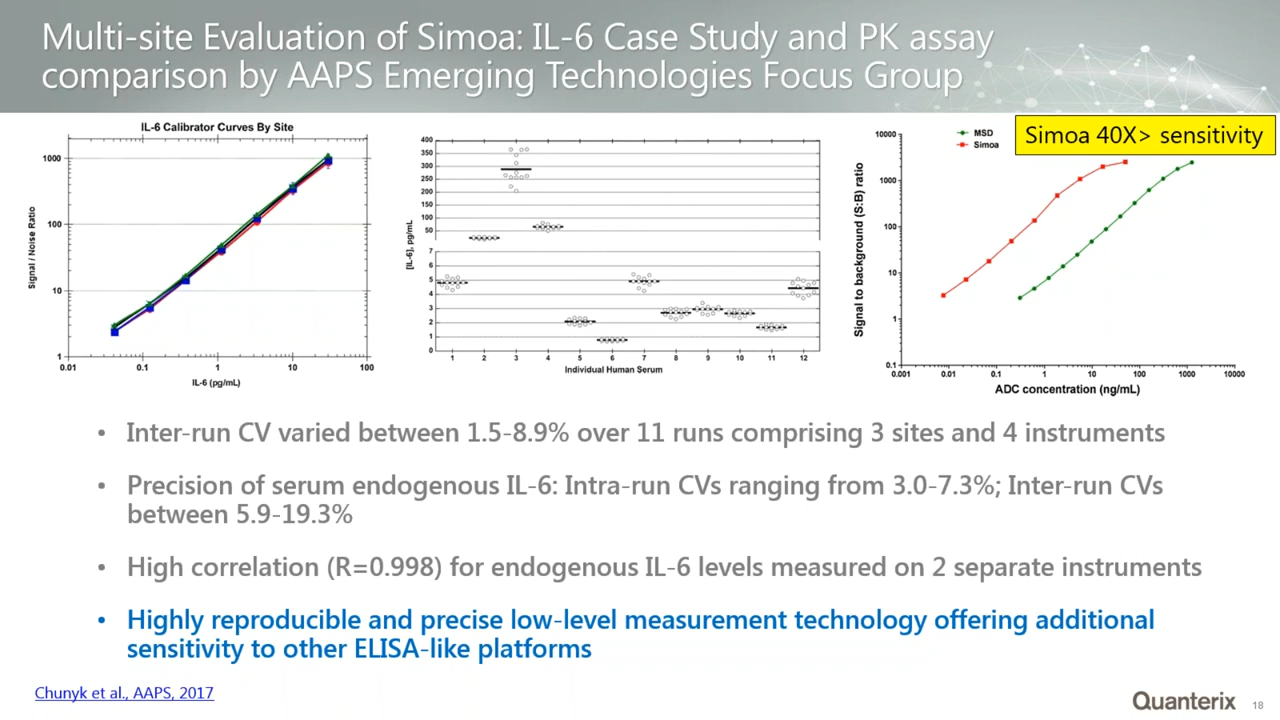 Multi-site Evaluation of Simoa: IL-6 Case Study and PK assay
comparison by AAPS Emerging Technologies Focus Group
IL-6 Calibrator Curves By Site
Signal / Noise Ratio
1000
100
10
1
0.01 0.1 1 10 100
IL-6 (pg/mL)
[IL-6], pg/mL
400
350
300
250
200
150
100
50
7
6
5
4
3
2
1
0
1 2 3 4 5 6 7 8 9 10 11 12
Individual Human Serum
MSD
Simoa
Simoa 40X> sensitivity
Signal to background (S:B) ratio
10000
1000
100
10
1
0.1
0.001 0.01 0.1 1 10 100 1000 10000
ADC concentration (ng/mL)
• Inter-run CV varied between 1.5-8.9% over 11 runs comprising 3 sites and 4 instruments
• Precision of serum endogenous IL-6: Intra-run CVs ranging from 3.0-7.3%; Inter-run CVs
between 5.9-19.3%
• High correlation (R=0.998) for endogenous IL-6 levels measured on 2 separate instruments
• Highly reproducible and precise low-level measurement technology offering additional
sensitivity to other ELISA-like platforms
Chunyk et al., AAPS, 2017
Quanterix
18